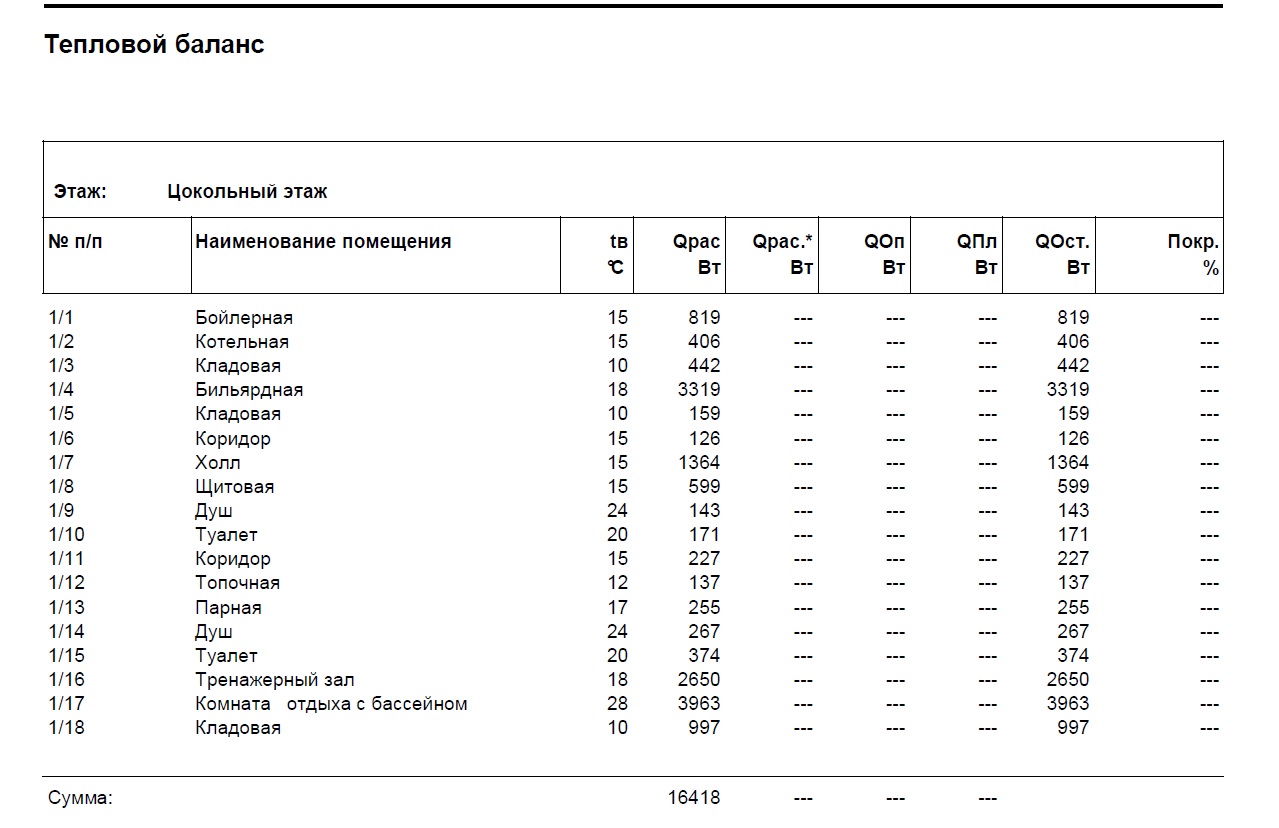 Тепловой баланс
Этаж: Цокольный этаж
№ п/п Наименование помещения tв Qрас Qрас.* QОп QПл QОст. Покр.
°C Вт Вт Вт Вт Вт %
1/1 Бойлерная 15 819 --- --- --- 819 ---
1/2 Котельная 15 406 --- --- --- 406 ---
1/3 Кладовая 10 442 --- --- --- 442 ---
1/4 Бильярдная 18 3319 --- --- --- 3319 ---
1/5 Кладовая 10 159 --- --- --- 159 ---
1/6 Коридор 15 126 --- --- --- 126 ---
1/7 Холл 15 1364 --- --- --- 1364 ---
1/8 Щитовая 15 599 --- --- --- 599 ---
1/9 Душ 24 143 --- --- --- 143 ---
1/10 Туалет 20 171 --- --- --- 171 ---
1/11 Коридор 15 227 --- --- --- 227 ---
1/12 Топочная 12 137 --- --- --- 137 ---
1/13 Парная 17 255 --- --- --- 255 ---
1/14 Душ 24 267 --- --- --- 267 ---
1/15 Туалет 20 374 --- --- --- 374 ---
1/16 Тренажерный зал 18 2650 --- --- --- 2650 ---
1/17 Комната отдыха с бассейном 28 3963 --- --- --- 3963 ---
1/18 Кладовая 10 997 --- --- --- 997 ---
Сумма: 16418 --- --- ---